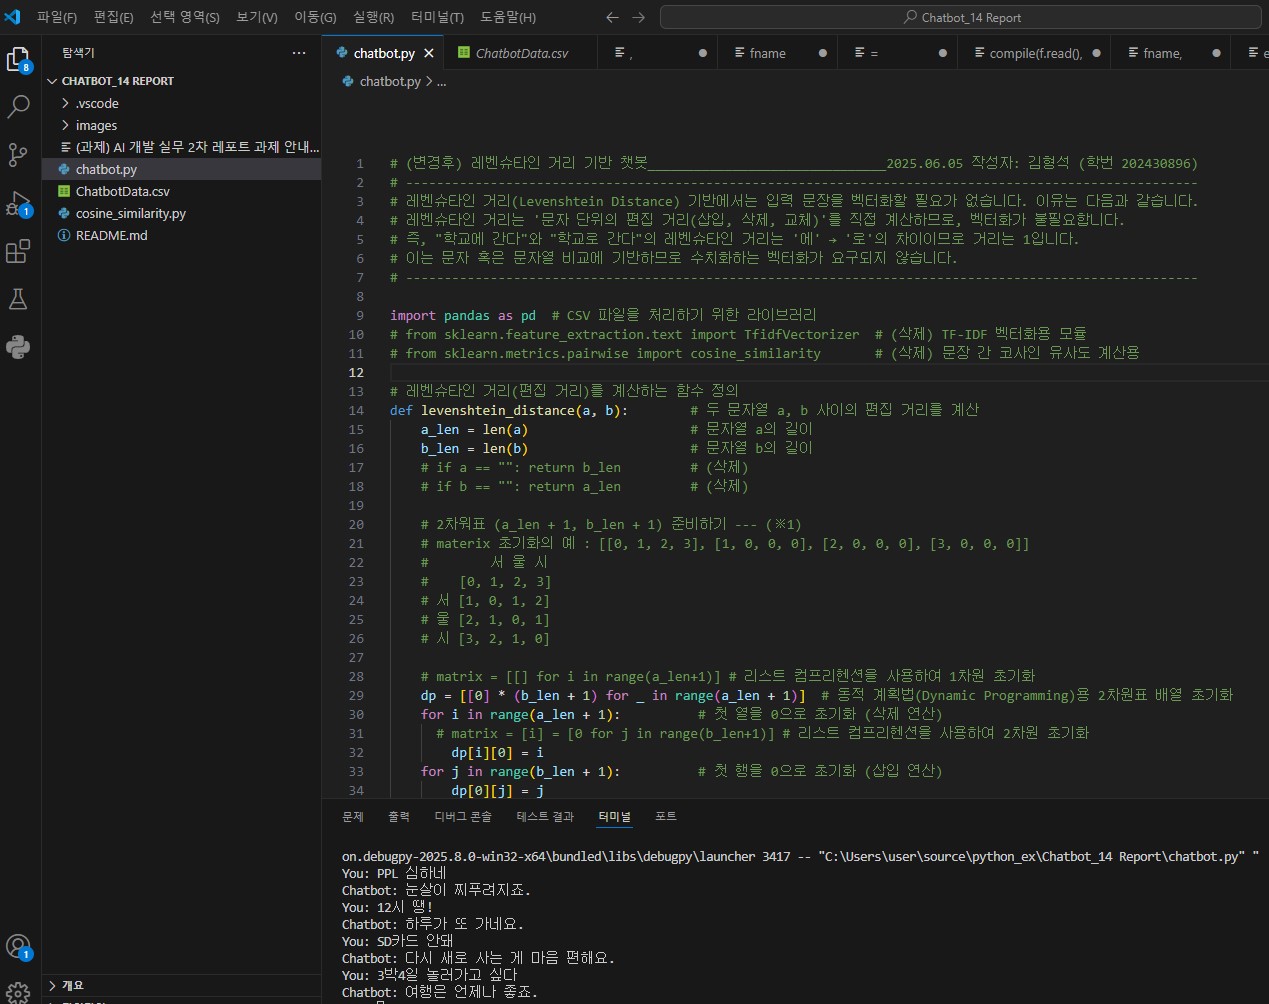 파일(F) 편집(E) 선택 영역(S) 보기(V) 이동(G) 실행(R) 터미널(T) 도움말(H) Chatbot_14 Report
탐색기
chatbot.py ChatbotData.csv , fname = compile(f.read(), fname,
8
CHATBOT_14 REPORT
chatbot.py > ...
.vscode
images
(과제) AI 개발 실무 2차 레포트 과제 안내...
chatbot.py
ChatbotData.csv
cosine_similarity.py
README.md
1
1 # (변경후) 레벤슈타인 거리 기반 챗봇_______________________________2025.06.05 작성자: 김형석 (학번 202430896)
2 # -------------------------------------------------------------------------------------------------------
3 # 레벤슈타인 거리(Levenshtein Distance) 기반에서는 입력 문장을 벡터화할 필요가 없습니다. 이유는 다음과 같습니다.
4 # 레벤슈타인 거리는 '문자 단위의 편집 거리(삽입, 삭제, 교체)'를 직접 계산하므로, 벡터화가 불필요합니다.
5 # 즉, "학교에 간다"와 "학교로 간다"의 레벤슈타인 거리는 '에' → '로'의 차이이므로 거리는 1입니다.
6 # 이는 문자 혹은 문자열 비교에 기반하므로 수치화하는 벡터화가 요구되지 않습니다.
7 # -------------------------------------------------------------------------------------------------------
8
9 import pandas as pd # CSV 파일을 처리하기 위한 라이브러리
10 # from sklearn.feature_extraction.text import TfidfVectorizer # (삭제) TF-IDF 벡터화용 모듈
11 # from sklearn.metrics.pairwise import cosine_similarity # (삭제) 문장 간 코사인 유사도 계산용
12
13 # 레벤슈타인 거리(편집 거리)를 계산하는 함수 정의
14 def levenshtein_distance(a, b): # 두 문자열 a, b 사이의 편집 거리를 계산
15 a_len = len(a) # 문자열 a의 길이
16 b_len = len(b) # 문자열 b의 길이
17 # if a == "": return b_len # (삭제)
18 # if b == "": return a_len # (삭제)
19
20 # 2차워표 (a_len + 1, b_len + 1) 준비하기 --- (※1)
21 # materix 초기화의 예 : [[0, 1, 2, 3], [1, 0, 0, 0], [2, 0, 0, 0], [3, 0, 0, 0]]
22 # 서 울 시
23 # [0, 1, 2, 3]
24 # 서 [1, 0, 1, 2]
25 # 울 [2, 1, 0, 1]
26 # 시 [3, 2, 1, 0]
27
28 # matrix = [[] for i in range(a_len+1)] # 리스트 컴프리헨션을 사용하여 1차원 초기화
29 dp = [[0] * (b_len + 1) for _ in range(a_len + 1)] # 동적 계획법(Dynamic Programming)용 2차원표 배열 초기화
30 for i in range(a_len + 1): # 첫 열을 0으로 초기화 (삭제 연산)
31 # matrix = [i] = [0 for j in range(b_len+1)] # 리스트 컴프리헨션을 사용하여 2차원 초기화
32 dp[i][0] = i
33 for j in range(b_len + 1): # 첫 행을 0으로 초기화 (삽입 연산)
34 dp[0][j] = j
문제 출력 디버그 콘솔 테스트 결과 터미널 포트
on.debugpy-2025.8.0-win32-x64\bundled\libs\debugpy\launcher 3417 -- "C:\Users\user\source\python_ex\Chatbot_14 Report\chatbot.py" "
You: PPL 심하네
Chatbot: 눈살이 찌푸려지죠.
You: 12시 땡!
Chatbot: 하루가 또 가네요.
You: SD카드 안돼
Chatbot: 다시 새로 사는 게 마음 편해요.
You: 3박4일 놀러가고 싶다
Chatbot: 여행은 언제나 좋죠.
1
개요